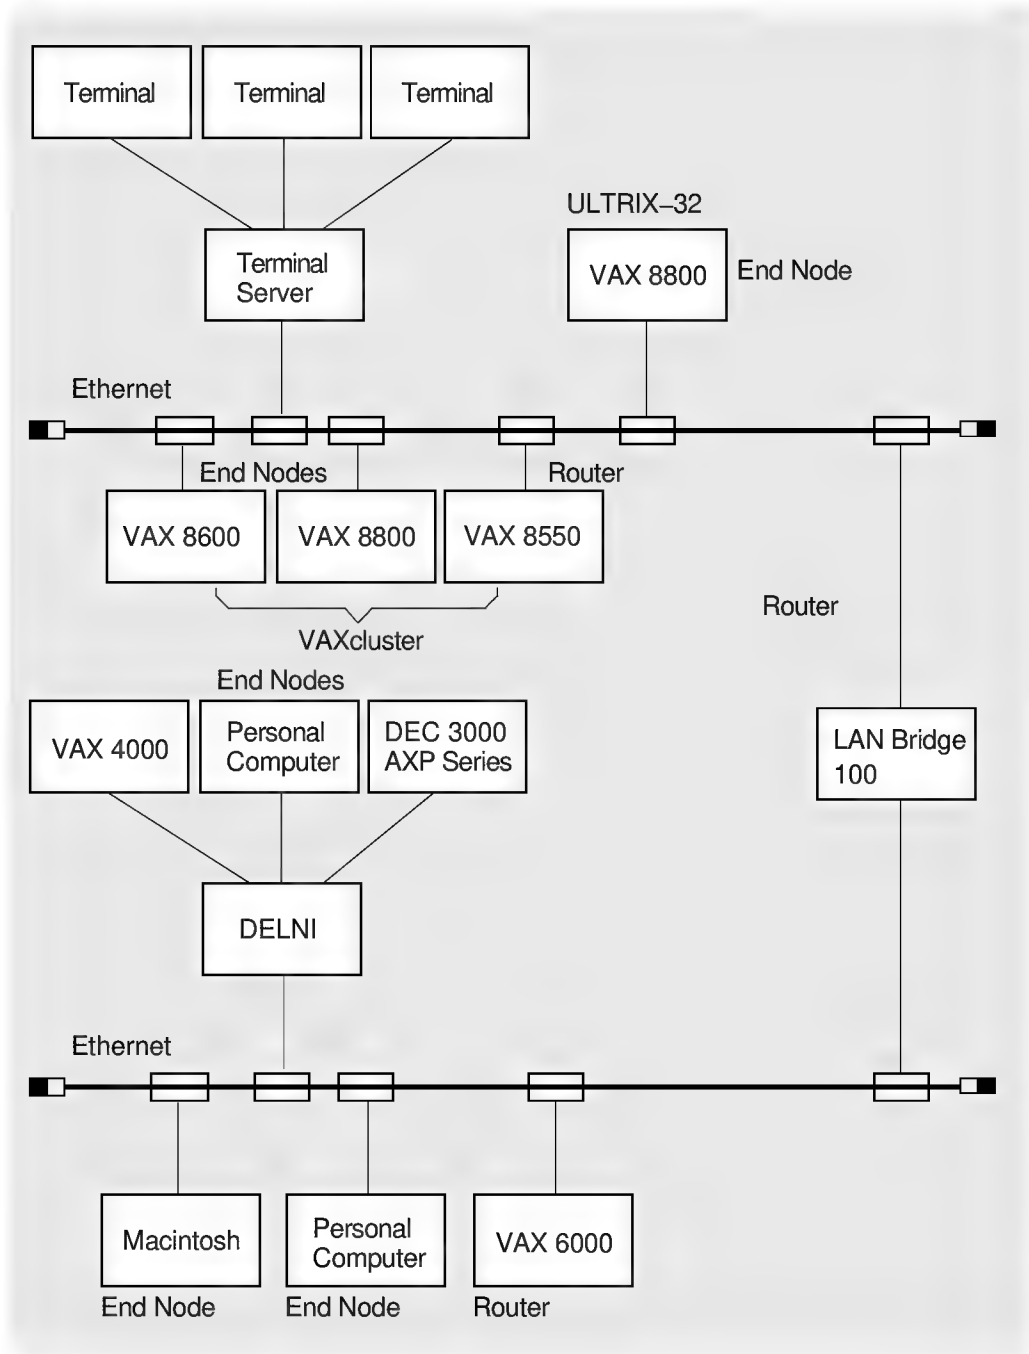 Terminal
Terminal
Terminal
ULTRIX–32
Terminal
Server
VAX 8800
End Node
Ethernet
End Nodes
Router
VAX 8600
VAX 8800
VAX 8550
Router
VAXcluster
End Nodes
VAX 4000
Personal
Computer
DEC 3000
AXP Series
LAN Bridge
100
DELNI
Ethernet
Macintosh
Personal
Computer
VAX 6000
End Node
End Node
Router